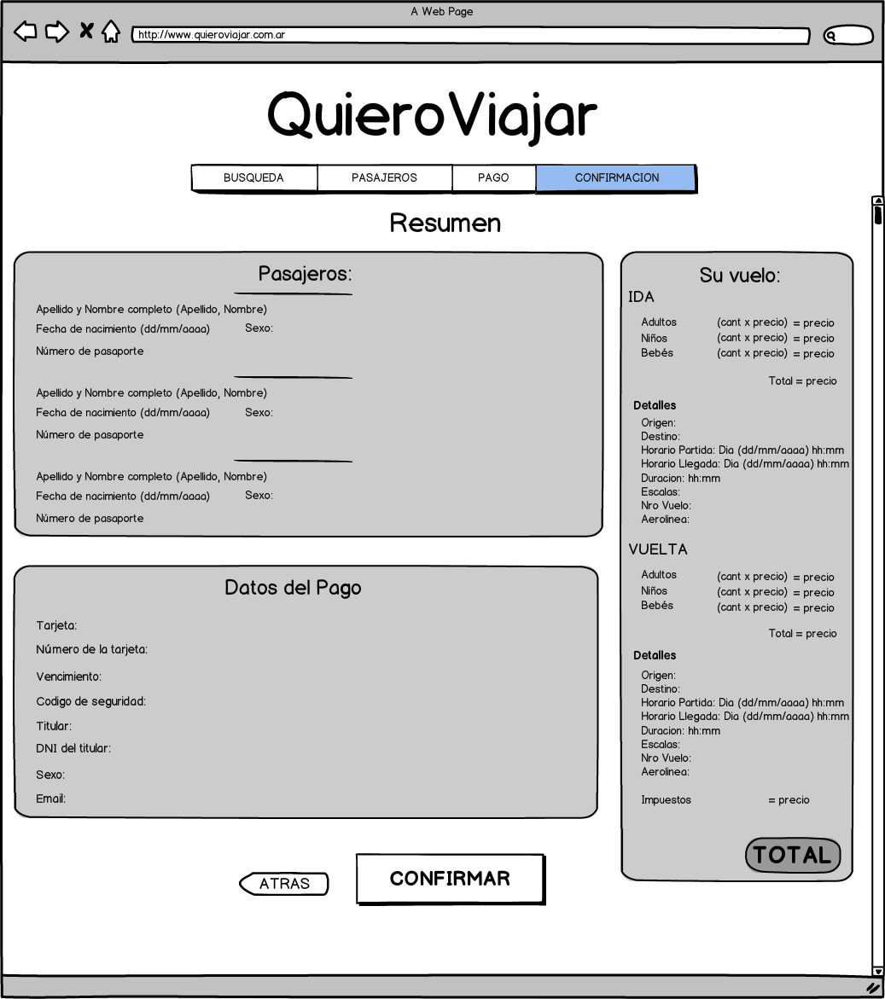 A Web Page
http://www.quieroviajar.com.ar
QuieroViajar
BUSQUEDA PASAJEROS PAGO CONFIRMACION
Resumen
Pasajeros:
Apellido y Nombre completo (Apellido, Nombre)
Fecha de nacimiento (dd/mm/aaaa) Sexo:
Número de pasaporte
Apellido y Nombre completo (Apellido, Nombre)
Fecha de nacimiento (dd/mm/aaaa) Sexo:
Número de pasaporte
Apellido y Nombre completo (Apellido, Nombre)
Fecha de nacimiento (dd/mm/aaaa) Sexo:
Número de pasaporte
Datos del Pago
Tarjeta:
Número de la tarjeta:
Vencimiento:
Codigo de seguridad:
Titular:
DNI del titular:
Sexo:
Email:
Su vuelo:
IDA
Adultos (cant x precio) = precio
Niños (cant x precio) = precio
Bebés (cant x precio) = precio
Total = precio
Detalles
Origen:
Destino:
Horario Partida: Dia (dd/mm/aaaa) hh:mm
Horario Llegada: Dia (dd/mm/aaaa) hh:mm
Duracion: hh:mm
Escalas:
Nro Vuelo:
Aerolinea:
VUELTA
Adultos (cant x precio) = precio
Niños (cant x precio) = precio
Bebés (cant x precio) = precio
Total = precio
Detalles
Origen:
Destino:
Horario Partida: Dia (dd/mm/aaaa) hh:mm
Horario Llegada: Dia (dd/mm/aaaa) hh:mm
Duracion: hh:mm
Escalas:
Nro Vuelo:
Aerolinea:
Impuestos = precio
TOTAL
ATRAS
CONFIRMAR